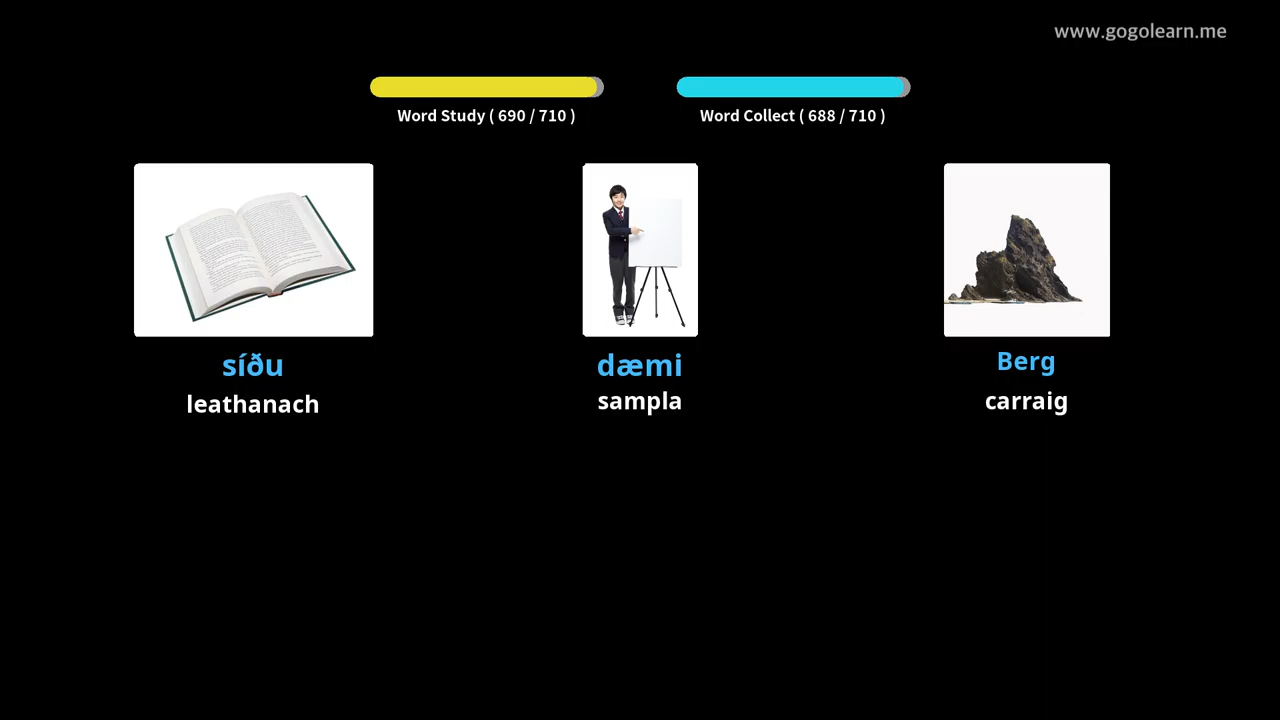 www.gogolearn.me
Word Study ( 690 / 710 )
Word Collect ( 688 / 710 )
síðu
leathanach
dæmi
sampla
Berg
carraig